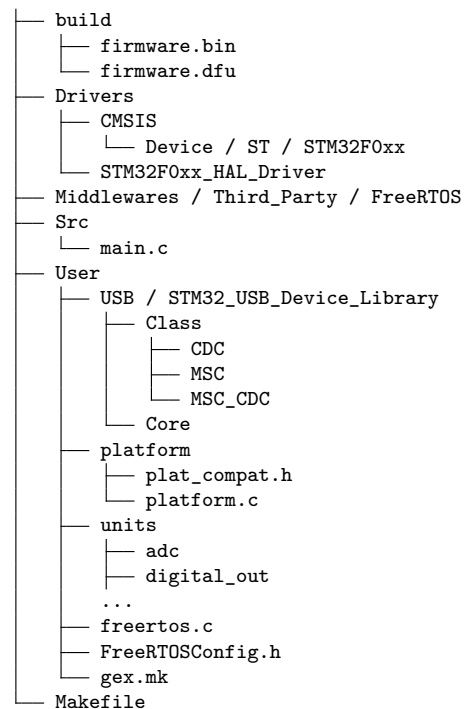 build
firmware.bin
firmware.dfu
Drivers
CMSIS
Device / ST / STM32F0xx
STM32F0xx_HAL_Driver
Middlewares / Third_Party / FreeRTOS
Src
main.c
User
USB / STM32_USB_Device_Library
Class
CDC
MSC
MSC_CDC
Core
platform
plat_compat.h
platform.c
units
adc
digital_out
...
freertos.c
FreeRTOSConfig.h
gex.mk
Makefile